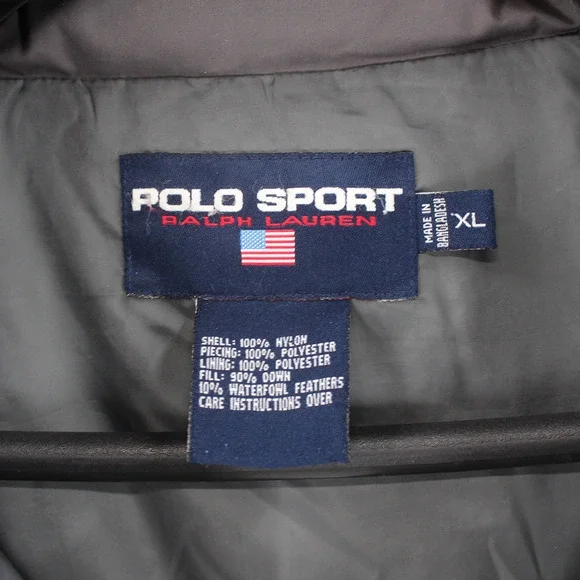 POLO SPORT
RALPH LAUREN
MADE IN
BANGLADESH
XL
SHELL: 100% NYLON
PIECING: 100% POLYESTER
LINING: 100% POLYESTER
FILL: 90% DOWN
10% WATERFOWL FEATHERS
CARE INSTRUCTIONS OVER